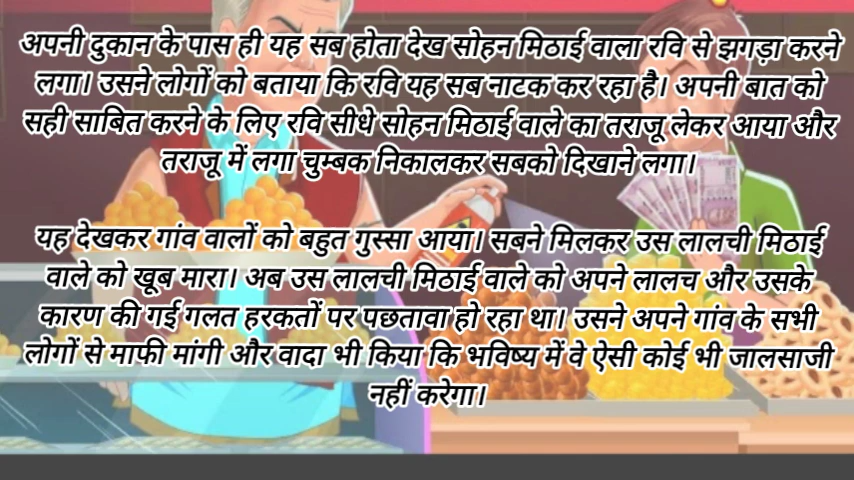 अपनी दुकान के पास ही यह सब होता देख सोहन मिठाई वाला रवि से झगड़ा करने
लगा। उसने लोगों को बताया कि रवि यह सब नाटक कर रहा है। अपनी बात को
सही साबित करने के लिए रवि सीधे सोहन मिठाई वाले का तराजू लेकर आया और
तराजू में लगा चुम्बक निकालकर सबको दिखाने लगा।
यह देखकर गांव वालों को बहुत गुस्सा आया। सबने मिलकर उस लालची मिठाई
वाले को खूब मारा। अब उस लालची मिठाई वाले को अपने लालच और उसके
कारण की गई गलत हरकतों पर पछतावा हो रहा था। उसने अपने गांव के सभी
लोगों से माफी मांगी और वादा भी किया कि भविष्य में वे ऐसी कोई भी जालसाजी
नहीं करेगा।